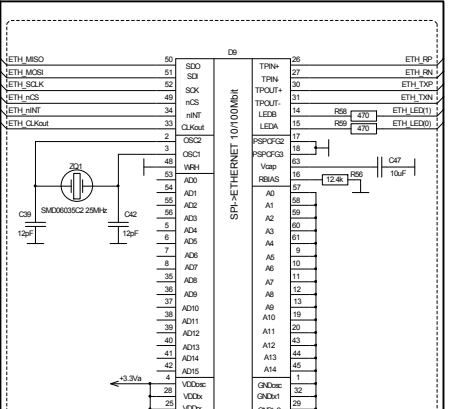 D9
SPI->ETHERNET 10/100Mbit
ETH_MISO 50 SDO TPIN+ 26 ETH_RP
ETH_MOSI 51 SDI TPIN- 27 ETH_RN
ETH_SCLK 52 SCK TPOUT+ 30 ETH_TXP
ETH_nCS 49 nCS TPOUT- 31 ETH_TXN
ETH_nINT 34 nINT LEDB 14 R58 470 ETH_LED(1)
ETH_CLKout 33 CLKout LEDA 15 R59 470 ETH_LED(0)
2 OSC2 PSPCFG2 17
3 OSC1 PSPCFG3 18
48 WRH Vcap 63 C47 10uF
53 AD0 RBIAS 16 12.4k R56
ZQ1
SMD06035C2 25MHz
C39 12pF
C42 12pF
54 AD1 A0 57
55 AD2 A1 58
56 AD3 A2 59
5 AD4 A3 60
6 AD5 A4 61
7 AD6 A5 9
8 AD7 A6 10
35 AD8 A7 11
36 AD9 A8 12
37 AD10 A9 13
38 AD11 A10 19
39 AD12 A11 20
40 AD13 A12 43
41 AD14 A13 44
42 AD15 A14 45
+3.3Va 4 VDDosc GNDosc 1
28 VDDtx GNDtx1 32
25 29